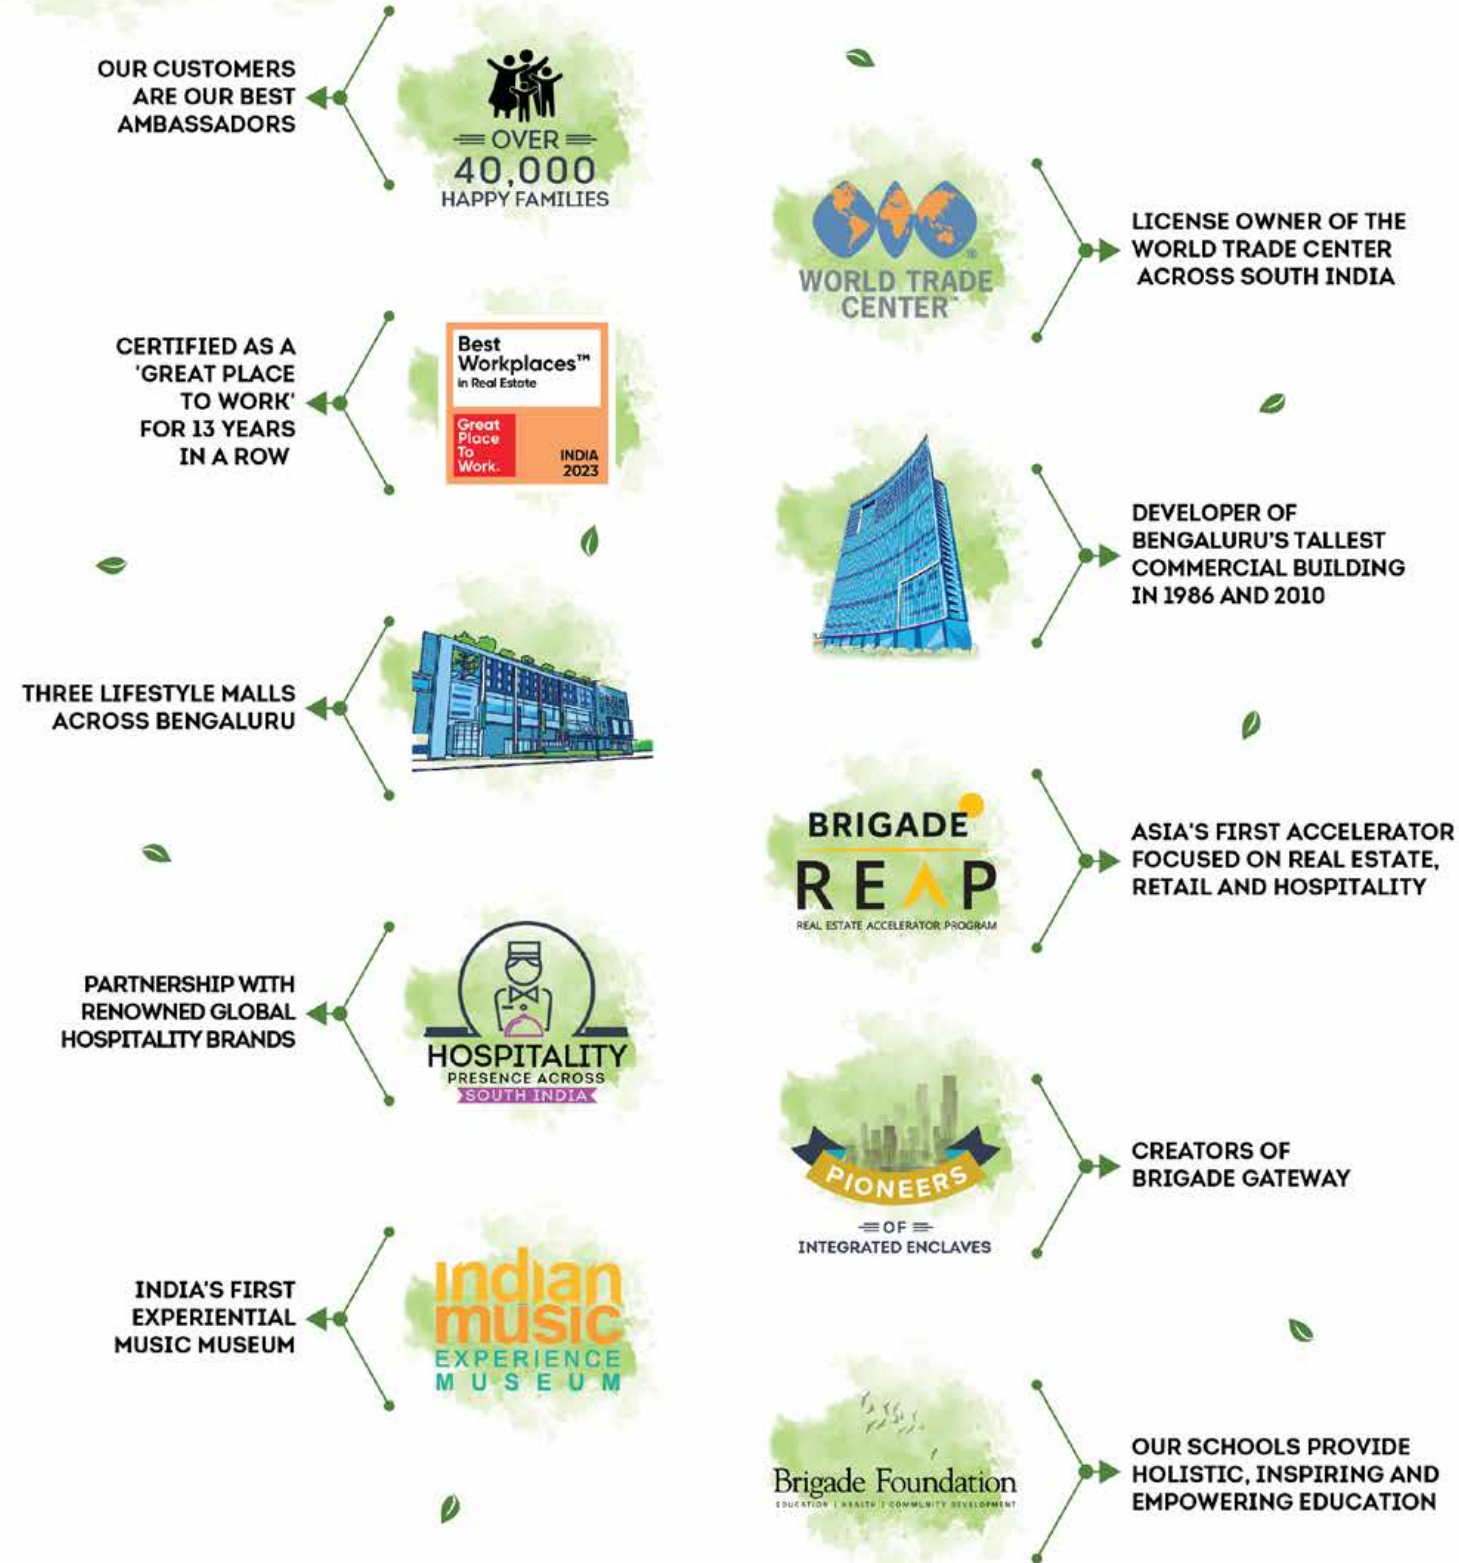 OUR CUSTOMERS
ARE OUR BEST
AMBASSADORS
OVER
40,000
HAPPY FAMILIES
WORLD TRADE
CENTER™
LICENSE OWNER OF THE
WORLD TRADE CENTER
ACROSS SOUTH INDIA
CERTIFIED AS A
'GREAT PLACE
TO WORK'
FOR 13 YEARS
IN A ROW
Best
Workplaces™
in Real Estate
Great
Place
To
Work.
INDIA
2023
DEVELOPER OF
BENGALURU'S TALLEST
COMMERCIAL BUILDING
IN 1986 AND 2010
THREE LIFESTYLE MALLS
ACROSS BENGALURU
BRIGADE
REAP
REAL ESTATE ACCELERATOR PROGRAM
ASIA'S FIRST ACCELERATOR
FOCUSED ON REAL ESTATE,
RETAIL AND HOSPITALITY
PARTNERSHIP WITH
RENOWNED GLOBAL
HOSPITALITY BRANDS
HOSPITALITY
PRESENCE ACROSS
SOUTH INDIA
PIONEERS
OF
INTEGRATED ENCLAVES
CREATORS OF
BRIGADE GATEWAY
INDIA'S FIRST
EXPERIENTIAL
MUSIC MUSEUM
indian
music
EXPERIENCE
MUSEUM
Brigade Foundation
EDUCATION | HEALTH | COMMUNITY DEVELOPMENT
OUR SCHOOLS PROVIDE
HOLISTIC, INSPIRING AND
EMPOWERING EDUCATION